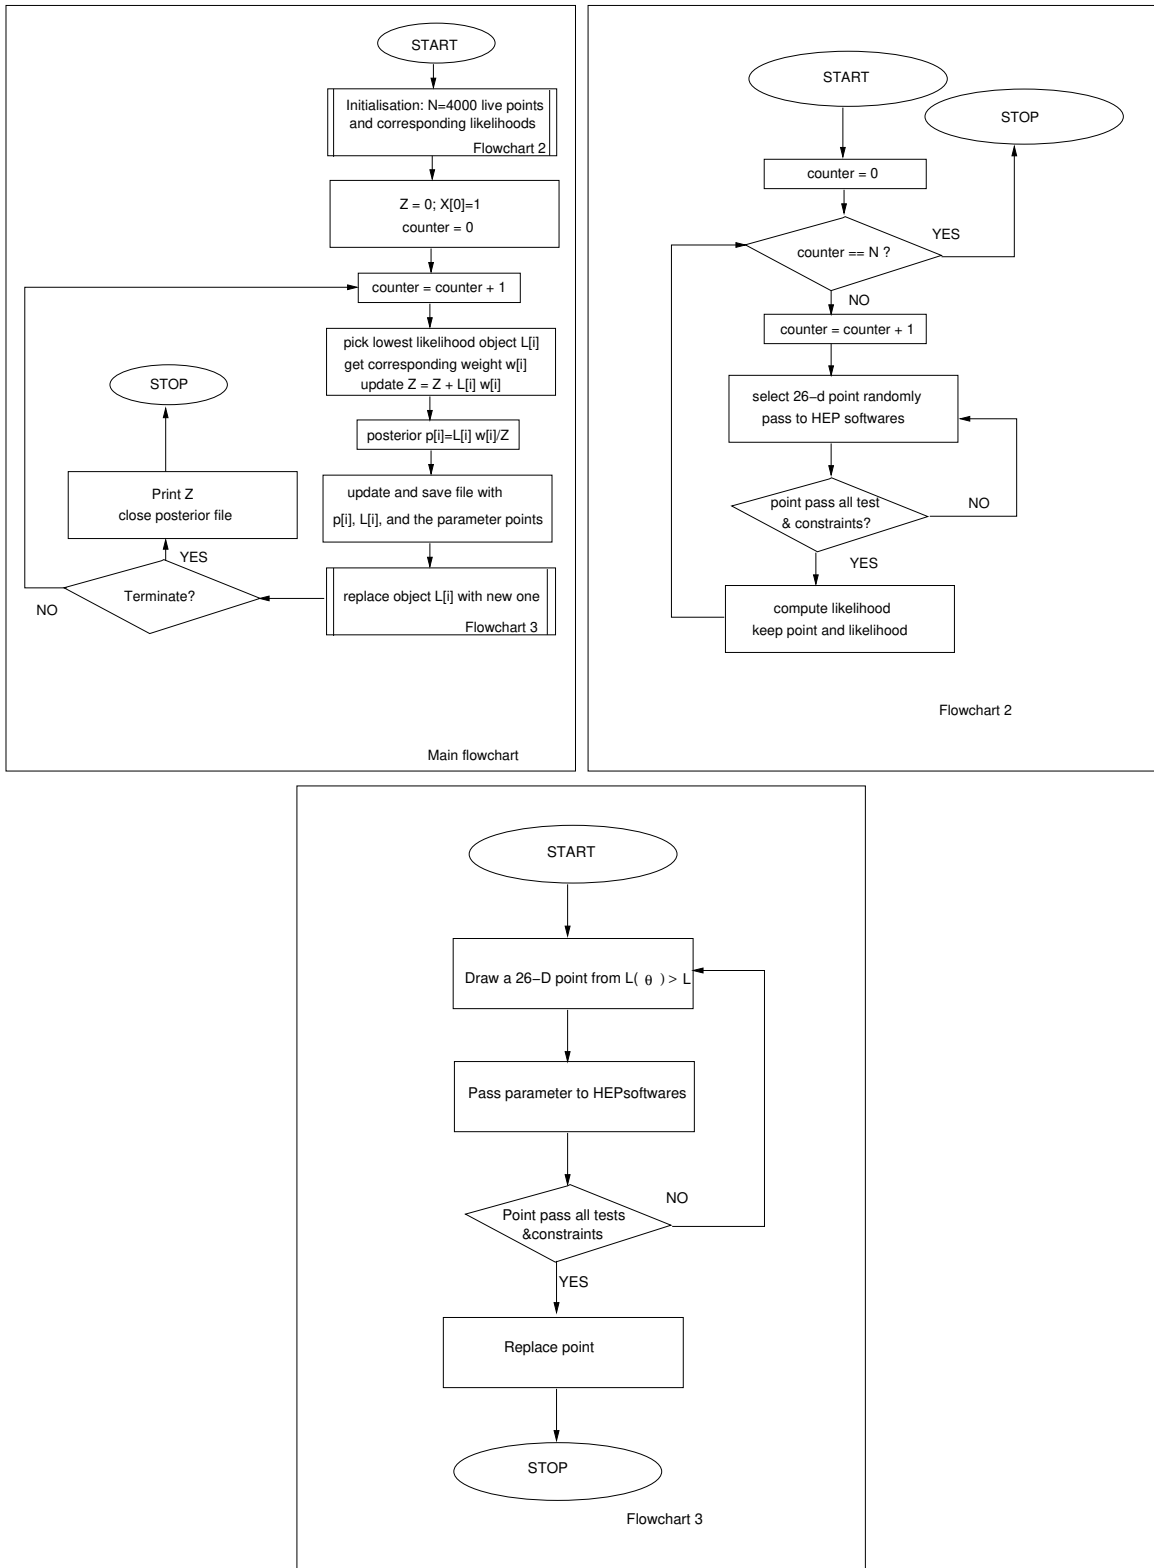 START
Initialisation: N=4000 live points
and corresponding likelihoods
Flowchart 2
Z = 0; X[0]=1
counter = 0
counter = counter + 1
pick lowest likelihood object L[i]
get corresponding weight w[i]
update Z = Z + L[i] w[i]
posterior p[i]=L[i] w[i]/Z
update and save file with
p[i], L[i], and the parameter points
replace object L[i] with new one
Flowchart 3
Terminate?
NO
YES
Print Z
close posterior file
STOP
Main flowchart
START
STOP
counter = 0
counter == N ?
YES
NO
counter = counter + 1
select 26-d point randomly
pass to HEP softwares
point pass all test
& constraints?
NO
YES
compute likelihood
keep point and likelihood
Flowchart 2
START
Draw a 26-D point from L( θ ) > L
Pass parameter to HEPsoftwares
Point pass all tests
&constraints
NO
YES
Replace point
STOP
Flowchart 3